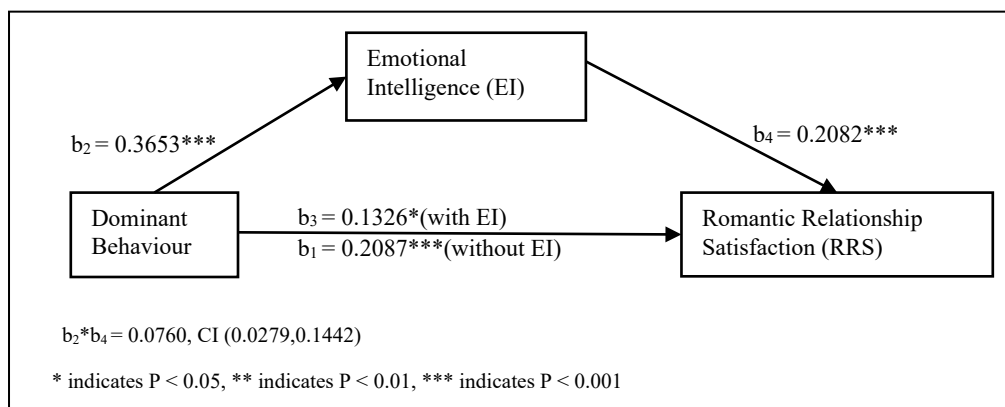 Emotional
Intelligence (EI)
b₂ = 0.3653***
b₄ = 0.2082***
Dominant
Behaviour
b₃ = 0.1326*(with EI)
b₁ = 0.2087***(without EI)
Romantic Relationship
Satisfaction (RRS)
b₂*b₄ = 0.0760, CI (0.0279,0.1442)
* indicates P < 0.05, ** indicates P < 0.01, *** indicates P < 0.001